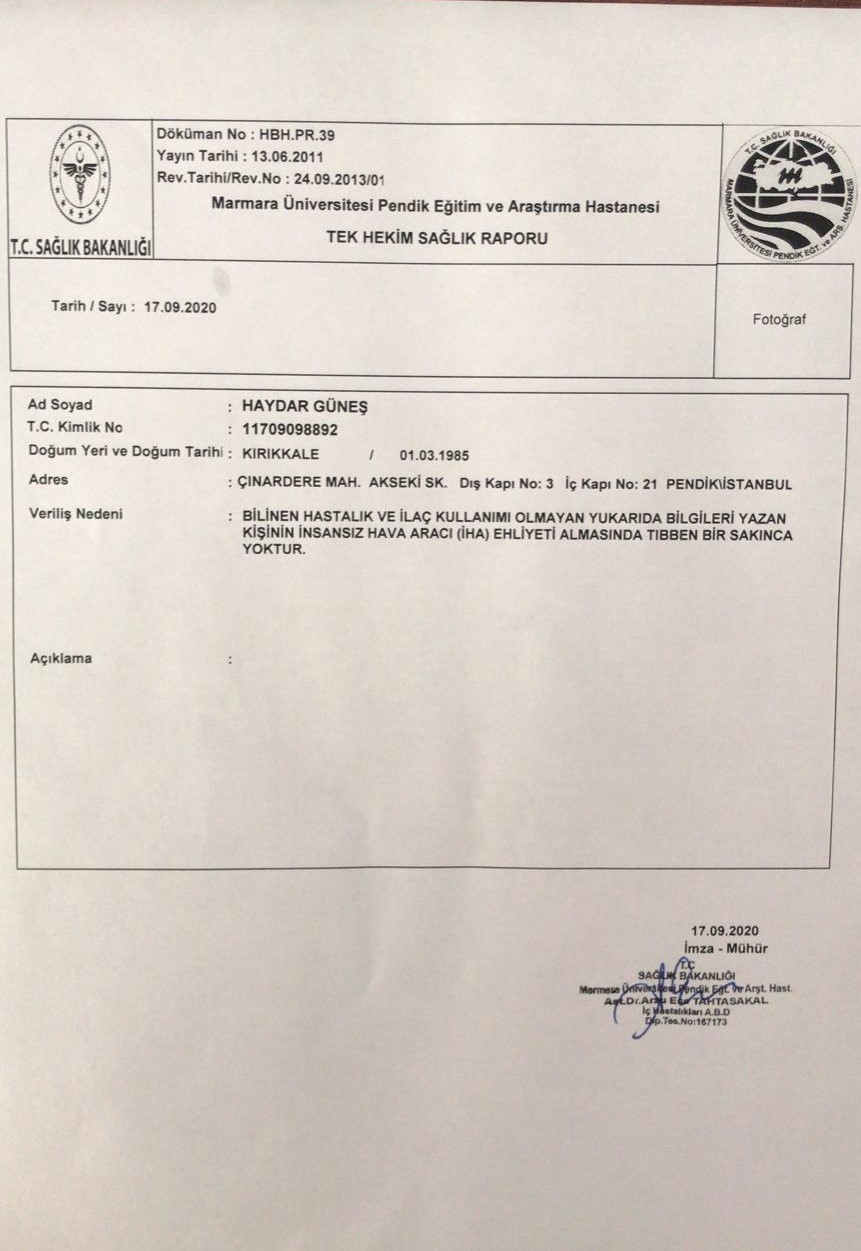 T.C. SAĞLIK BAKANLIĞI
Döküman No : HBH.PR.39
Yayın Tarihi : 13.06.2011
Rev.Tarihi/Rev.No : 24.09.2013/01
Marmara Üniversitesi Pendik Eğitim ve Araştırma Hastanesi
TEK HEKİM SAĞLIK RAPORU
T.C. SAĞLIK BAKANLIĞI
MARMARA ÜNİVERSİTESİ PENDİK EĞT. ve ARŞ. HASTANESİ
Tarih / Sayı : 17.09.2020
Fotoğraf
Ad Soyad : HAYDAR GÜNEŞ
T.C. Kimlik No : 11709098892
Doğum Yeri ve Doğum Tarihi : KIRIKKALE / 01.03.1985
Adres : ÇINARDERE MAH. AKSEKİ SK. Dış Kapı No: 3 İç Kapı No: 21 PENDİK\İSTANBUL
Veriliş Nedeni : BİLİNEN HASTALIK VE İLAÇ KULLANIMI OLMAYAN YUKARIDA BİLGİLERİ YAZAN
KİŞİNİN İNSANSIZ HAVA ARACI (İHA) EHLİYETİ ALMASINDA TIBBEN BİR SAKINCA
YOKTUR.
Açıklama :
17.09.2020
İmza - Mühür
T.C
SAĞLIK BAKANLIĞI
Marmara Üniversitesi Pendik Eğt. ve Arşt. Hast.
Ast.Dr.Arzu Ece TAHTASAKAL
İç Hastalıkları A.B.D
Dip.Tes.No:167173